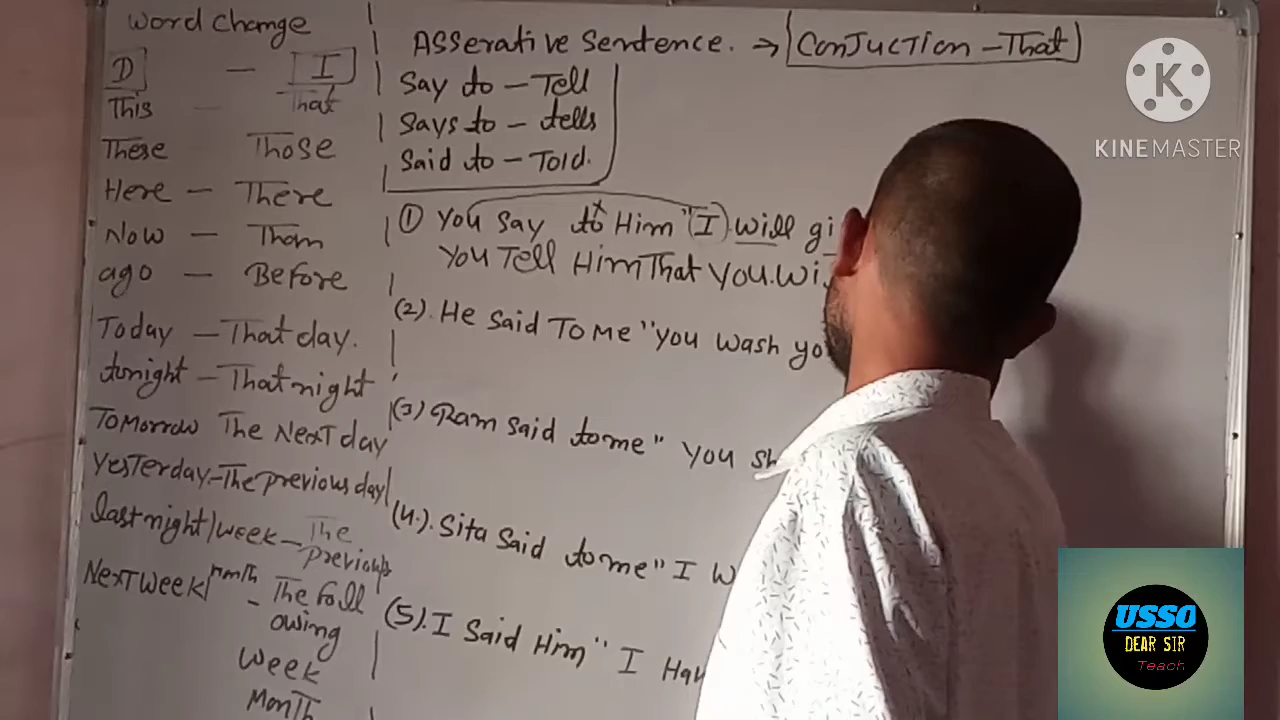 Word Change
D — I
This — That
These Those
Here — There
Now — Thom
ago — Before
Today — That day.
tonight — That night
Tomorrow The Next day
Yesterday - The previous day
last night/week — The previous
Next week/month - The foll
owing
week
Month
Asserative Sentence. → Conjuction - That
Say to - Tell
Says to - tells
Said to - Told.
① You say to Him "(I) will gi
You Tell Him That you. wi
(2). He Said To Me "you wash yo
(3) Ram said to me " you sh
(4.). Sita Said to me" I w
(5). I Said Him " I Hav
K
KINEMASTER
USSO
DEAR SIR
Teach